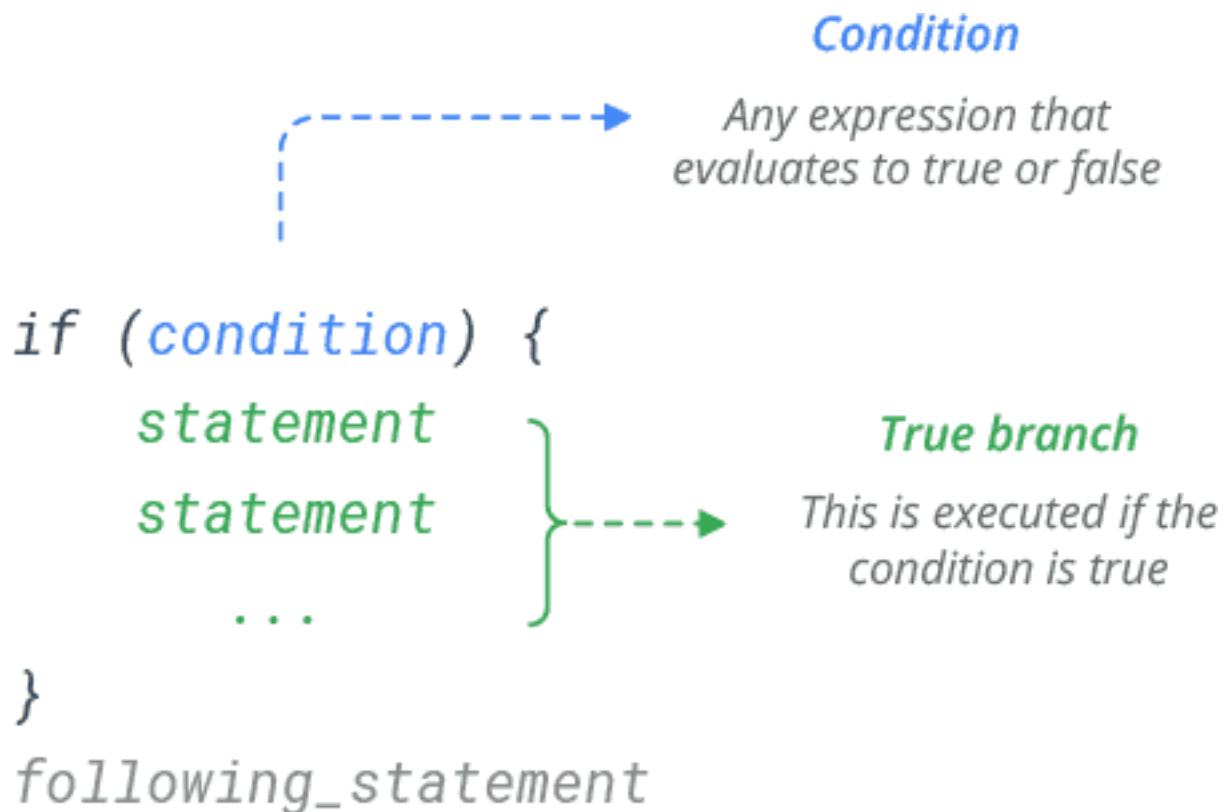 Condition
Any expression that
evaluates to true or false
if (condition) {
statement
statement
...
}
True branch
This is executed if the
condition is true
following_statement